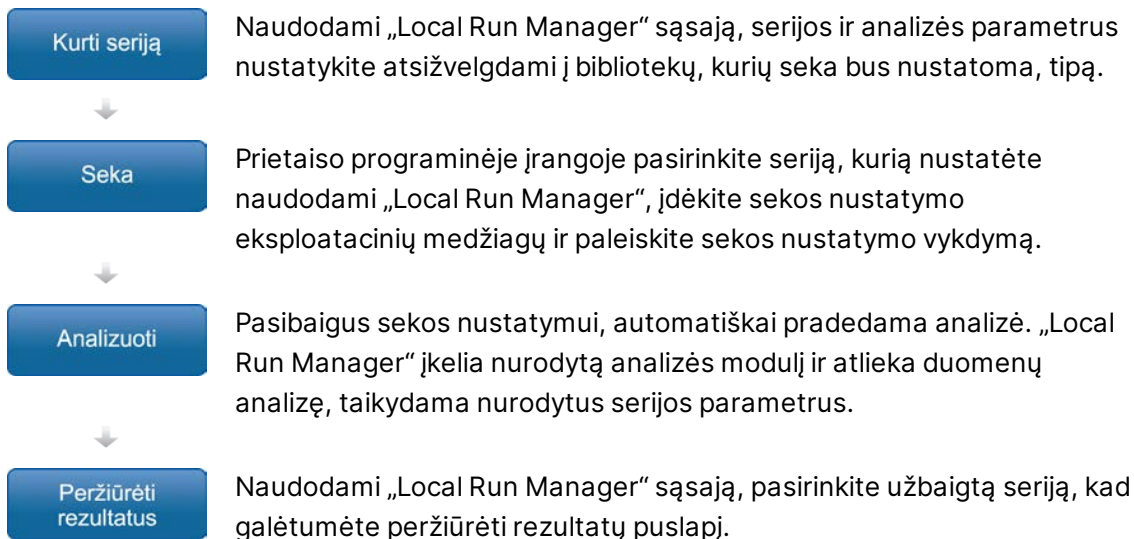 Kurti seriją
Naudodami „Local Run Manager“ sąsają, serijos ir analizės parametrus
nustatykite atsižvelgdami į bibliotekų, kurių seka bus nustatoma, tipą.
Seka
Prietaiso programinėje įrangoje pasirinkite seriją, kurią nustatėte
naudodami „Local Run Manager“, įdėkite sekos nustatymo
eksploatacinių medžiagų ir paleiskite sekos nustatymo vykdymą.
Analizuoti
Pasibaigus sekos nustatymui, automatiškai pradedama analizė. „Local
Run Manager“ įkelia nurodytą analizės modulį ir atlieka duomenų
analizę, taikydama nurodytus serijos parametrus.
Peržiūrėti
rezultatus
Naudodami „Local Run Manager“ sąsają, pasirinkite užbaigtą seriją, kad
galėtumėte peržiūrėti rezultatų puslapį.